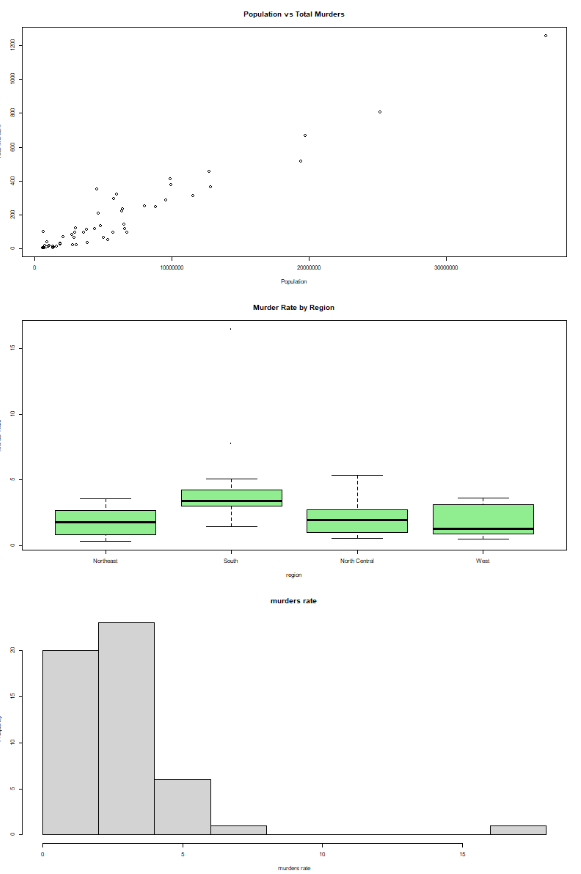 Population vs Total Murders
1200
1000
800
600
400
200
0
0 10000000 20000000 30000000
Population
Murder Rate by Region
15
10
5
0
Northeast South North Central West
region
murders rate
20
15
10
5
0
0 5 10 15
murders rate